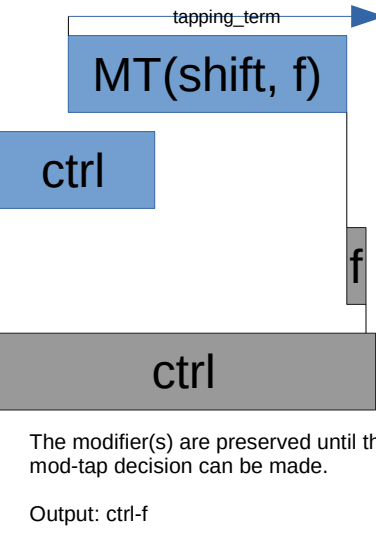 tapping_term
MT(shift, f)
ctrl
f
ctrl
The modifier(s) are preserved until th
mod-tap decision can be made.
Output: ctrl-f